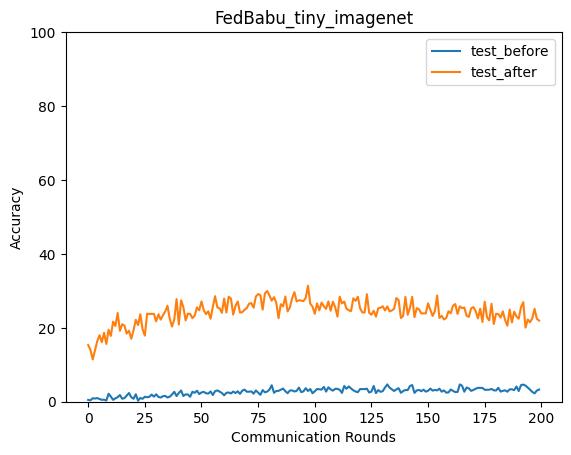 FedBabu_tiny_imagenet
test_before
test_after
100
80
60
40
20
0
Accuracy
0 25 50 75 100 125 150 175 200
Communication Rounds